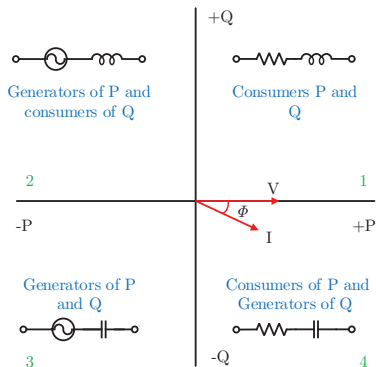 +Q
Generators of P and
consumers of Q
Consumers P and
Q
2
1
V
Φ
I
-P
+P
Generators of P
and Q
Consumers of P and
Generators of Q
3
-Q
4